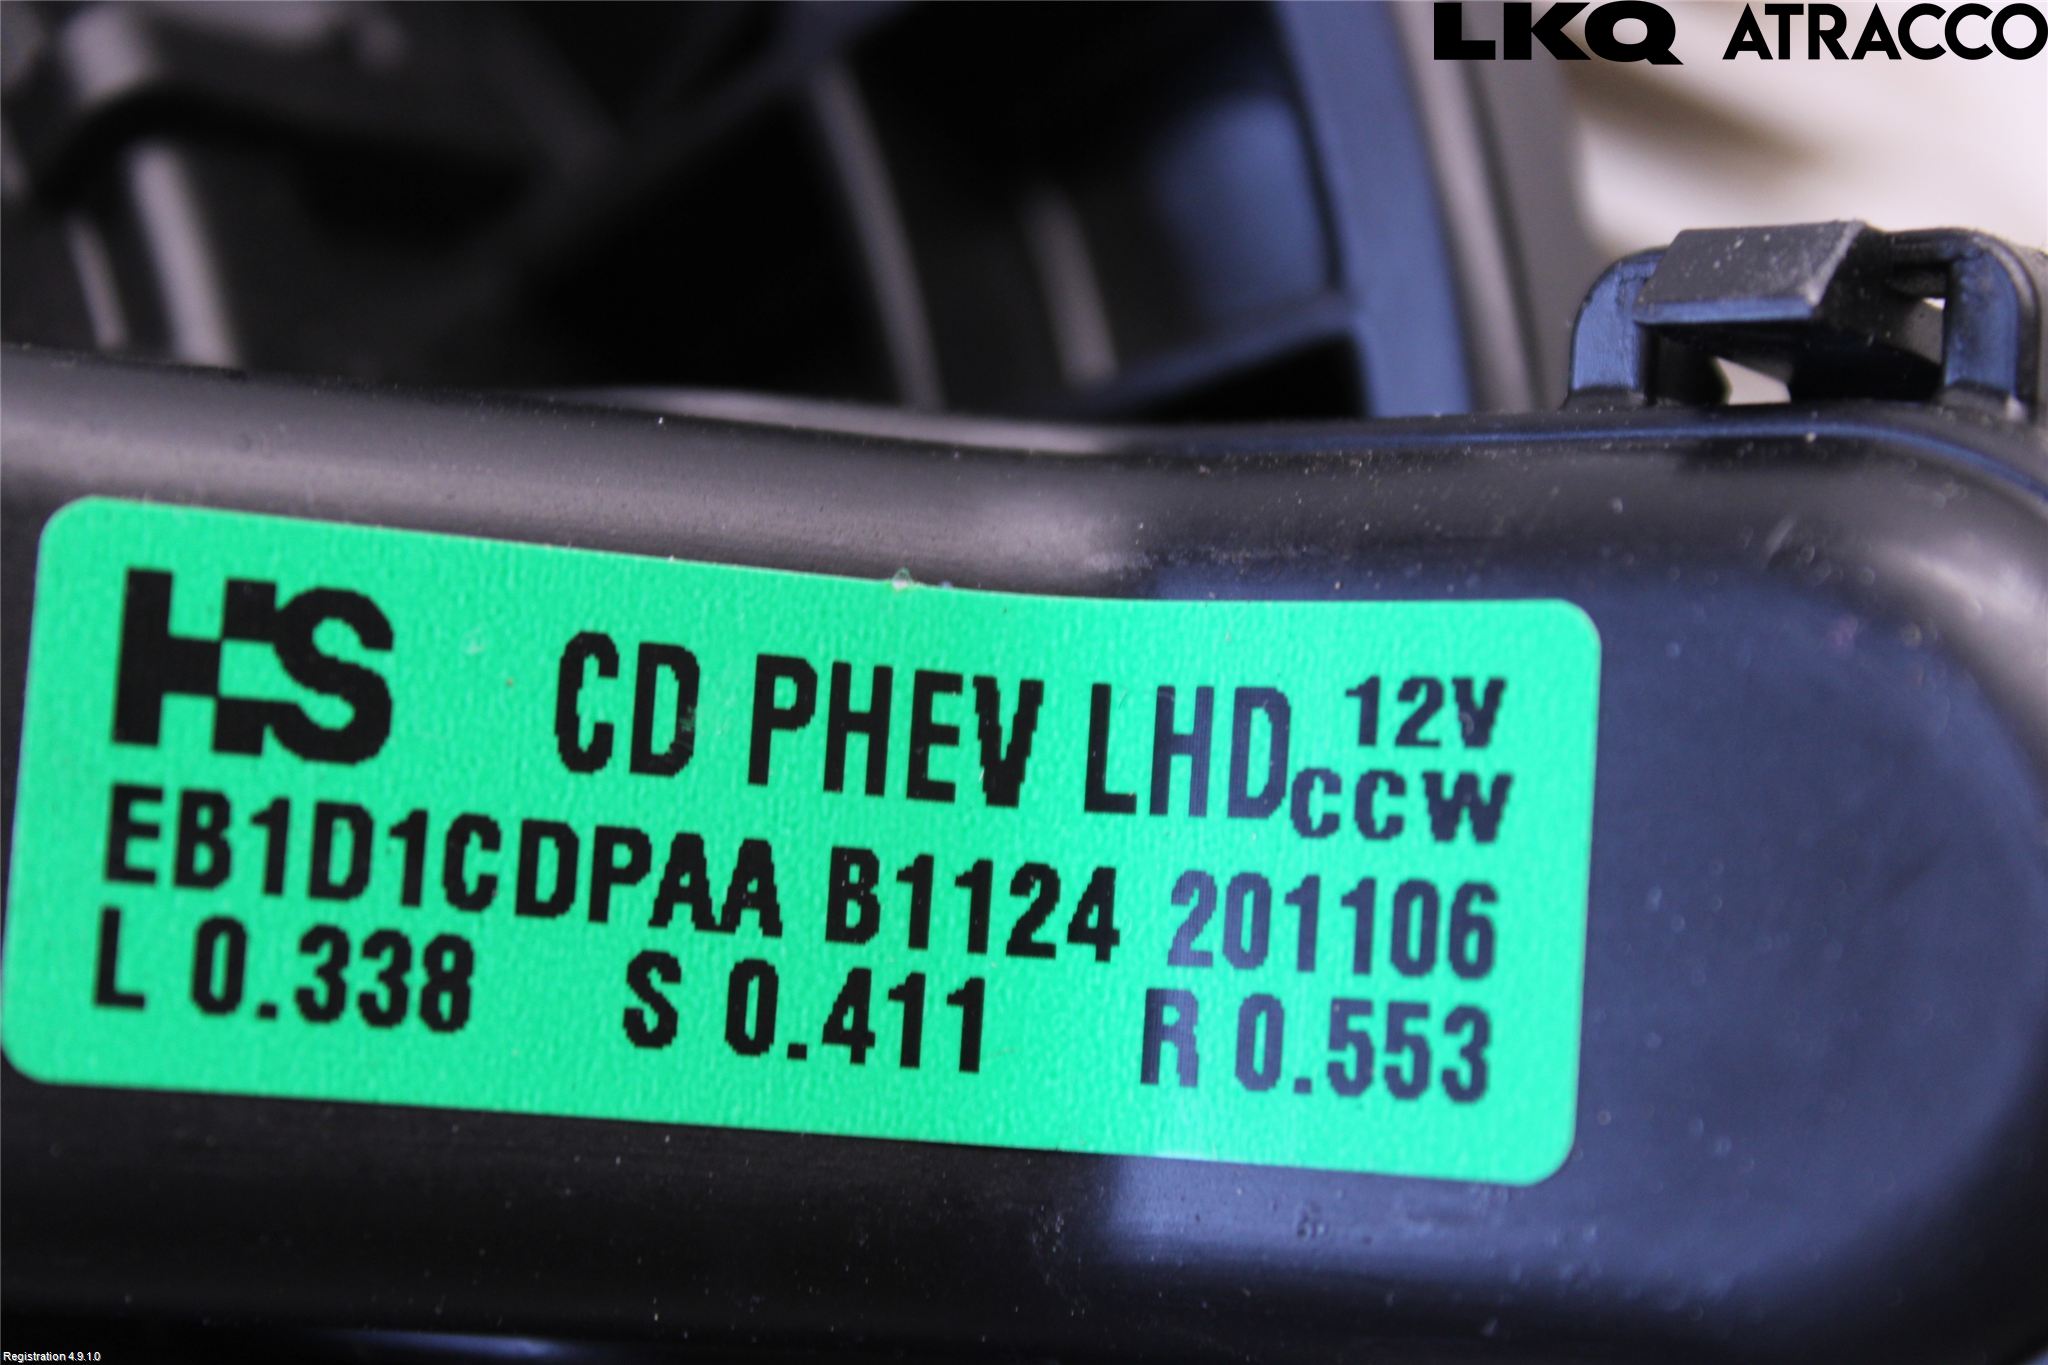 LKQ ATRACCO
HS CD PHEV LHD 12V
CCW
EB1D1CDPAA B1124 201106
L 0.338 S 0.411 R 0.553
Registration 4.9.1.0